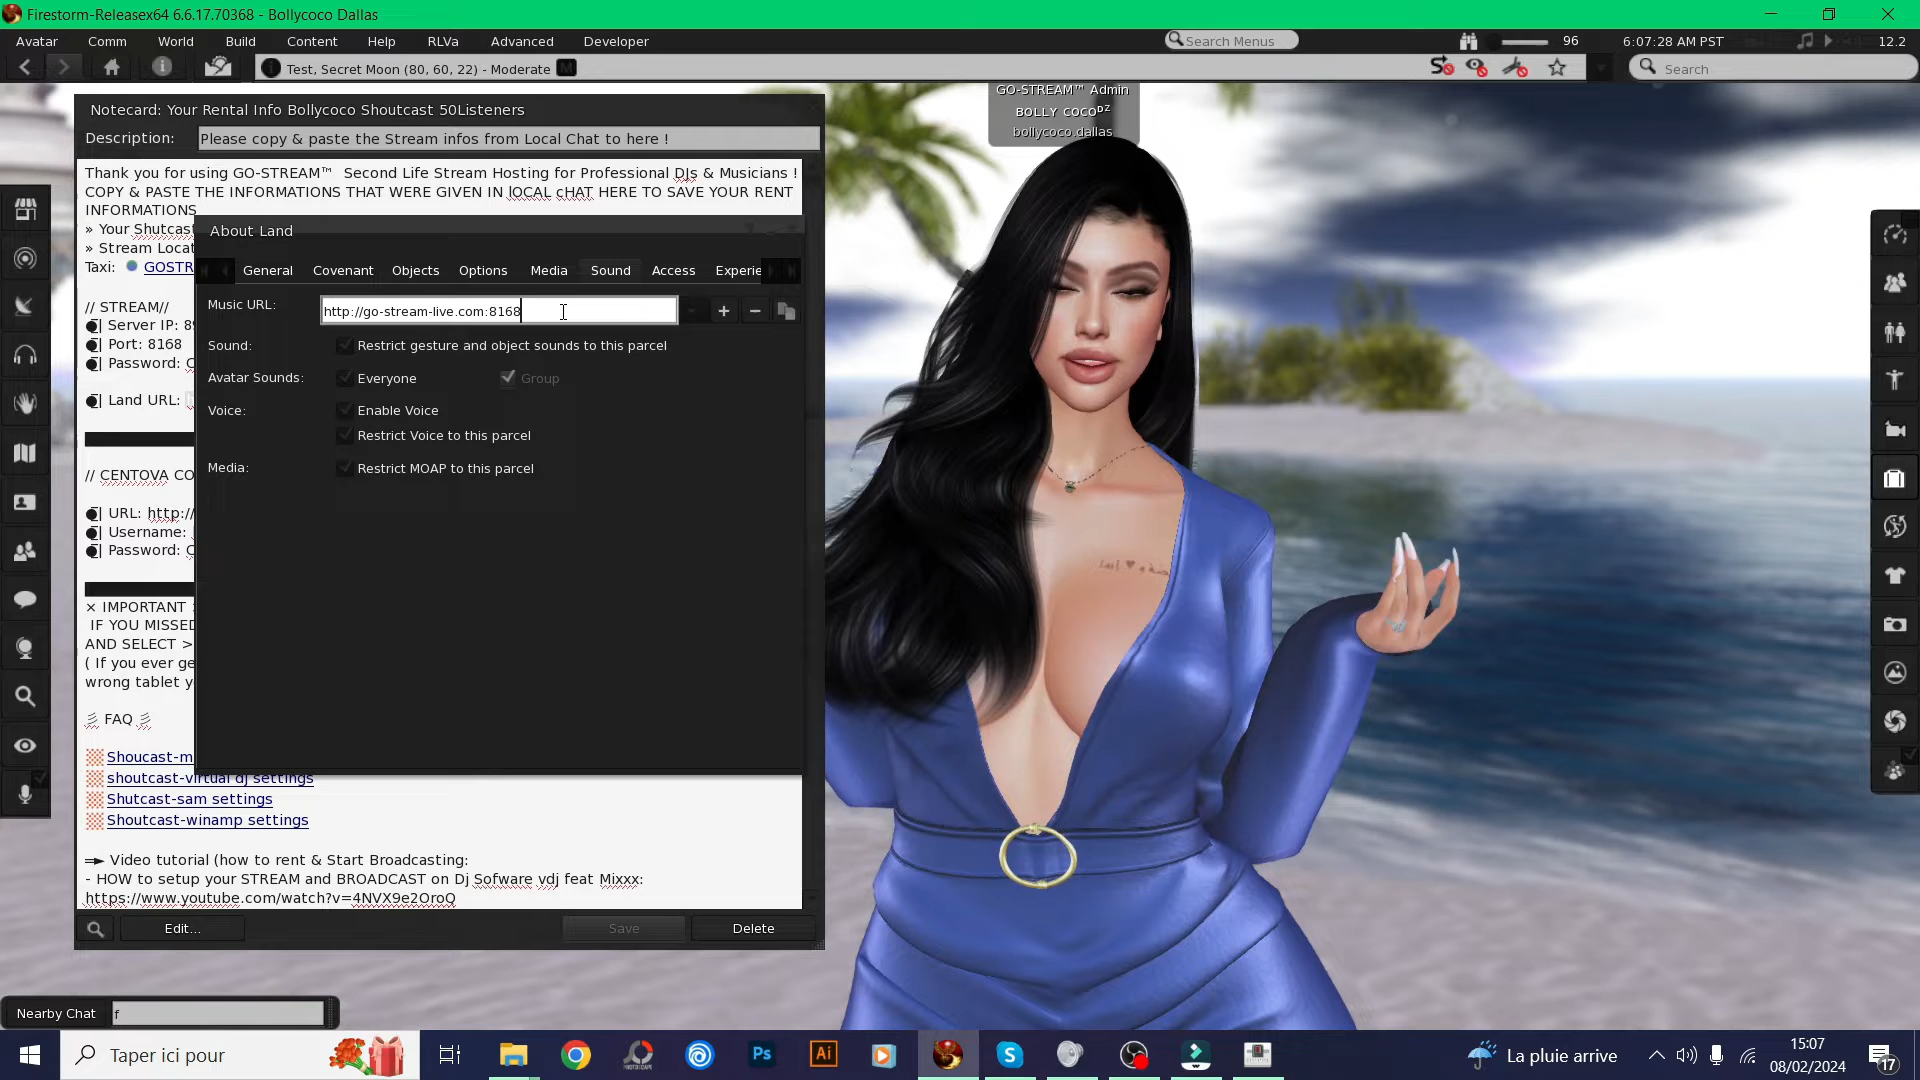 Firestorm-Releasex64 6.6.17.70368 - Bollycoco Dallas
Avatar Comm World Build Content Help RLVa Advanced Developer
Search Menus
96
6:07:28 AM PST
12.2
Test, Secret Moon (80, 60, 22) - Moderate M
Search
GO-STREAM™ Admin
BOLLY COCOᴰᶻ
bollycoco.dallas
Notecard: Your Rental Info Bollycoco Shoutcast 50Listeners
Description: Please copy & paste the Stream infos from Local Chat to here !
Thank you for using GO-STREAM™ Second Life Stream Hosting for Professional DJs & Musicians !
COPY & PASTE THE INFORMATIONS THAT WERE GIVEN IN lOCAL cHAT HERE TO SAVE YOUR RENT
INFORMATIONS
» Your Shutcast
» Stream Locat
Taxi: GOSTR
// STREAM//
| Server IP: 89
| Port: 8168
| Password: C
| Land URL:
// CENTOVA CO
| URL: http://
| Username:
| Password: C
× IMPORTANT
IF YOU MISSED
AND SELECT >
( If you ever ge
wrong tablet y
彡 FAQ 彡
Shoucast-m
shoutcast-virtual dj settings
Shutcast-sam settings
Shoutcast-winamp settings
=► Video tutorial (how to rent & Start Broadcasting:
- HOW to setup your STREAM and BROADCAST on Dj Sofware vdj feat Mixxx:
https://www.youtube.com/watch?v=4NVX9e2OroQ
Edit... Save Delete
About Land
General Covenant Objects Options Media Sound Access Experie
Music URL: http://go-stream-live.com:8168
Sound: Restrict gesture and object sounds to this parcel
Avatar Sounds: Everyone Group
Voice: Enable Voice
Restrict Voice to this parcel
Media: Restrict MOAP to this parcel
Nearby Chat f
Taper ici pour
Ps
Ai
La pluie arrive
15:07
08/02/2024
17